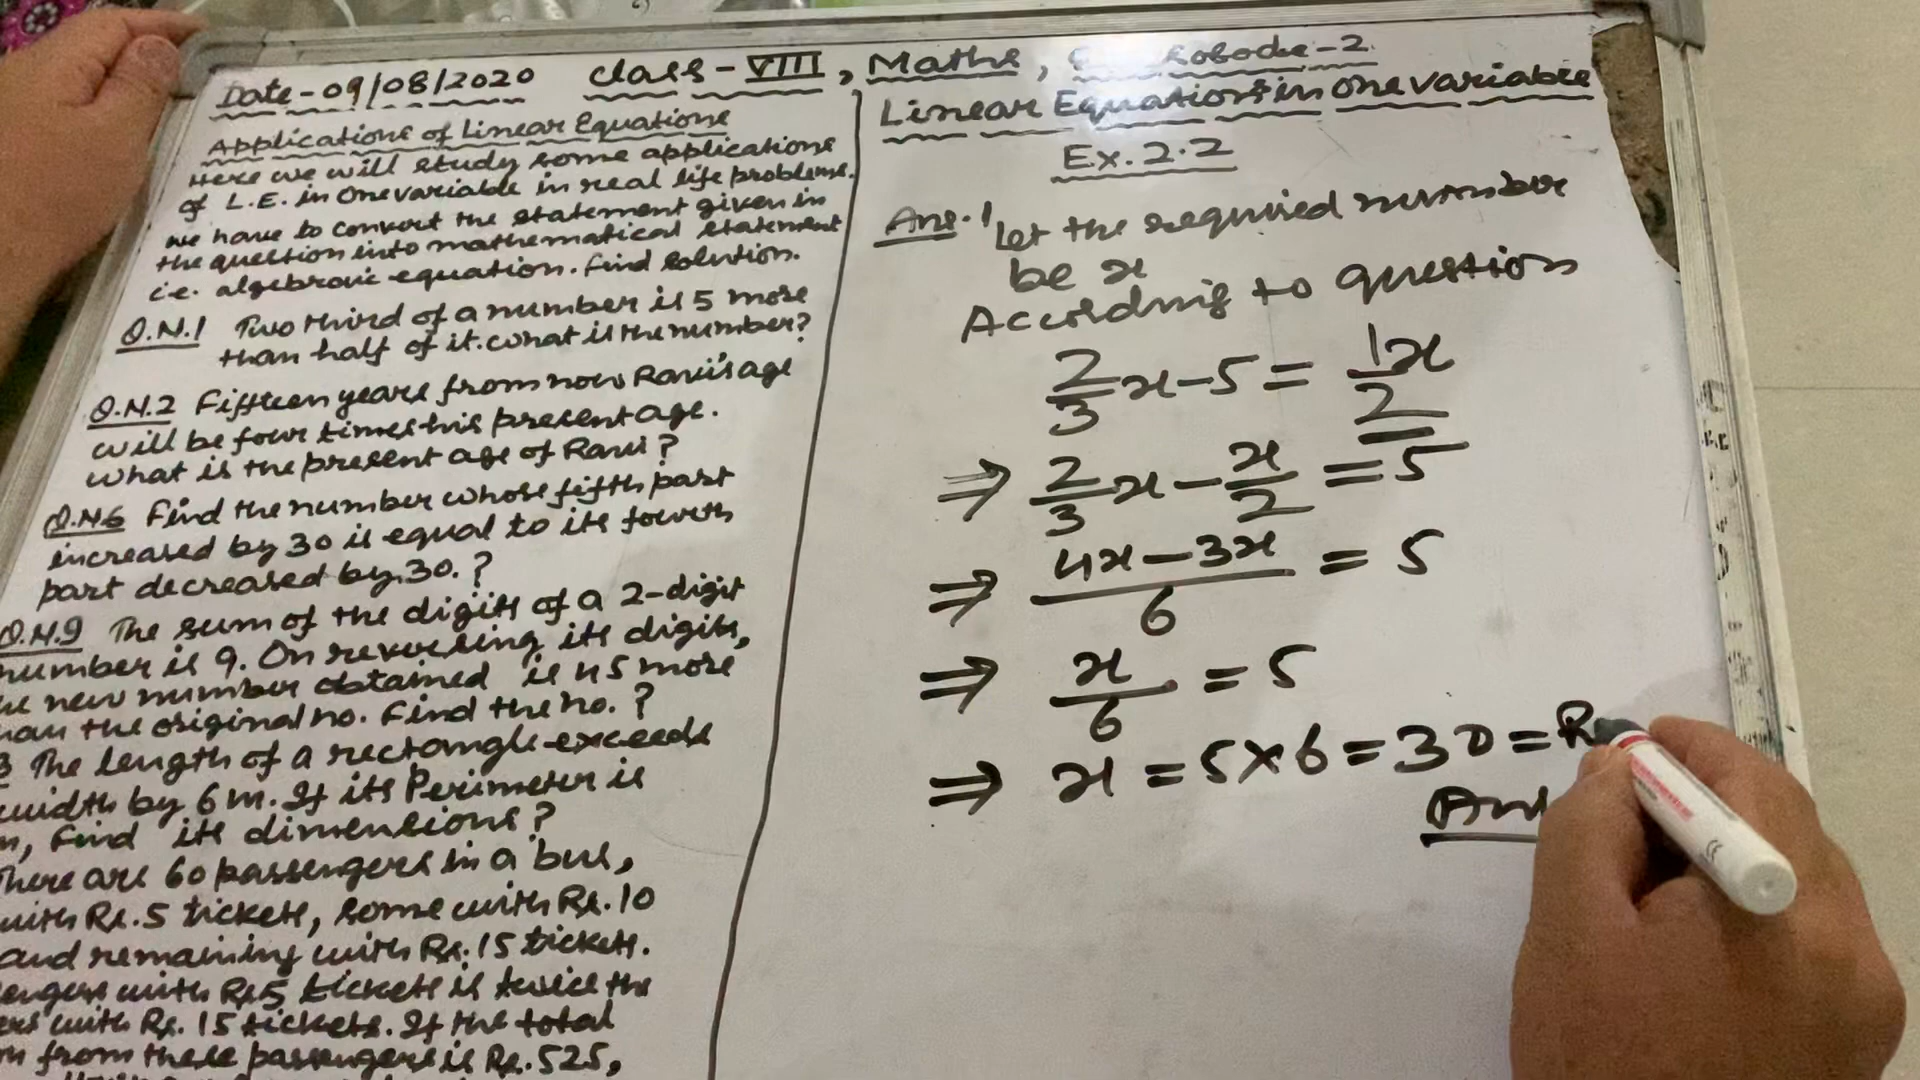 Date-09/08/2020 Class-VIII, Maths,
Linear Equations in One variable
Ex. 2.2
Applications of Linear Equations
Here we will study some applications
of L.E. in One variable in real life problems.
we have to convert the statement given in
the question into mathematical statement
i.e. algebraic equation. Find solution.
Q.N.1 Two third of a number is 5 more
than half of it. What is the number?
Q.N.2 Fifteen years from now Ravi's age
will be four times his present age.
What is the present age of Ravi?
Q.N.6 Find the number whose fifth part
increased by 30 is equal to its fourth
part decreased by 30.?
Q.N.9 The sum of the digits of a 2-digit
number is 9. On reversing its digits,
new number obtained is 45 more
than the original no. Find the no.?
3 The length of a rectangle exceeds
width by 6m. If its Perimeter is
, Find its dimensions?
There are 60 passengers in a bus,
with Rs.5 tickets, some with Rs.10
and remaining with Rs.15 tickets.
with Rs5 tickets is twice the
with Rs. 15 tickets. If the total
from these passengers is Rs.525,
Ans.1 Let the required number
be x
According to question
2/3 x - 5 = 1x/2
⇒ 2/3 x - x/2 = 5
⇒ 4x - 3x/6 = 5
⇒ x/6 = 5
⇒ x = 5×6 = 30 = R
Ans